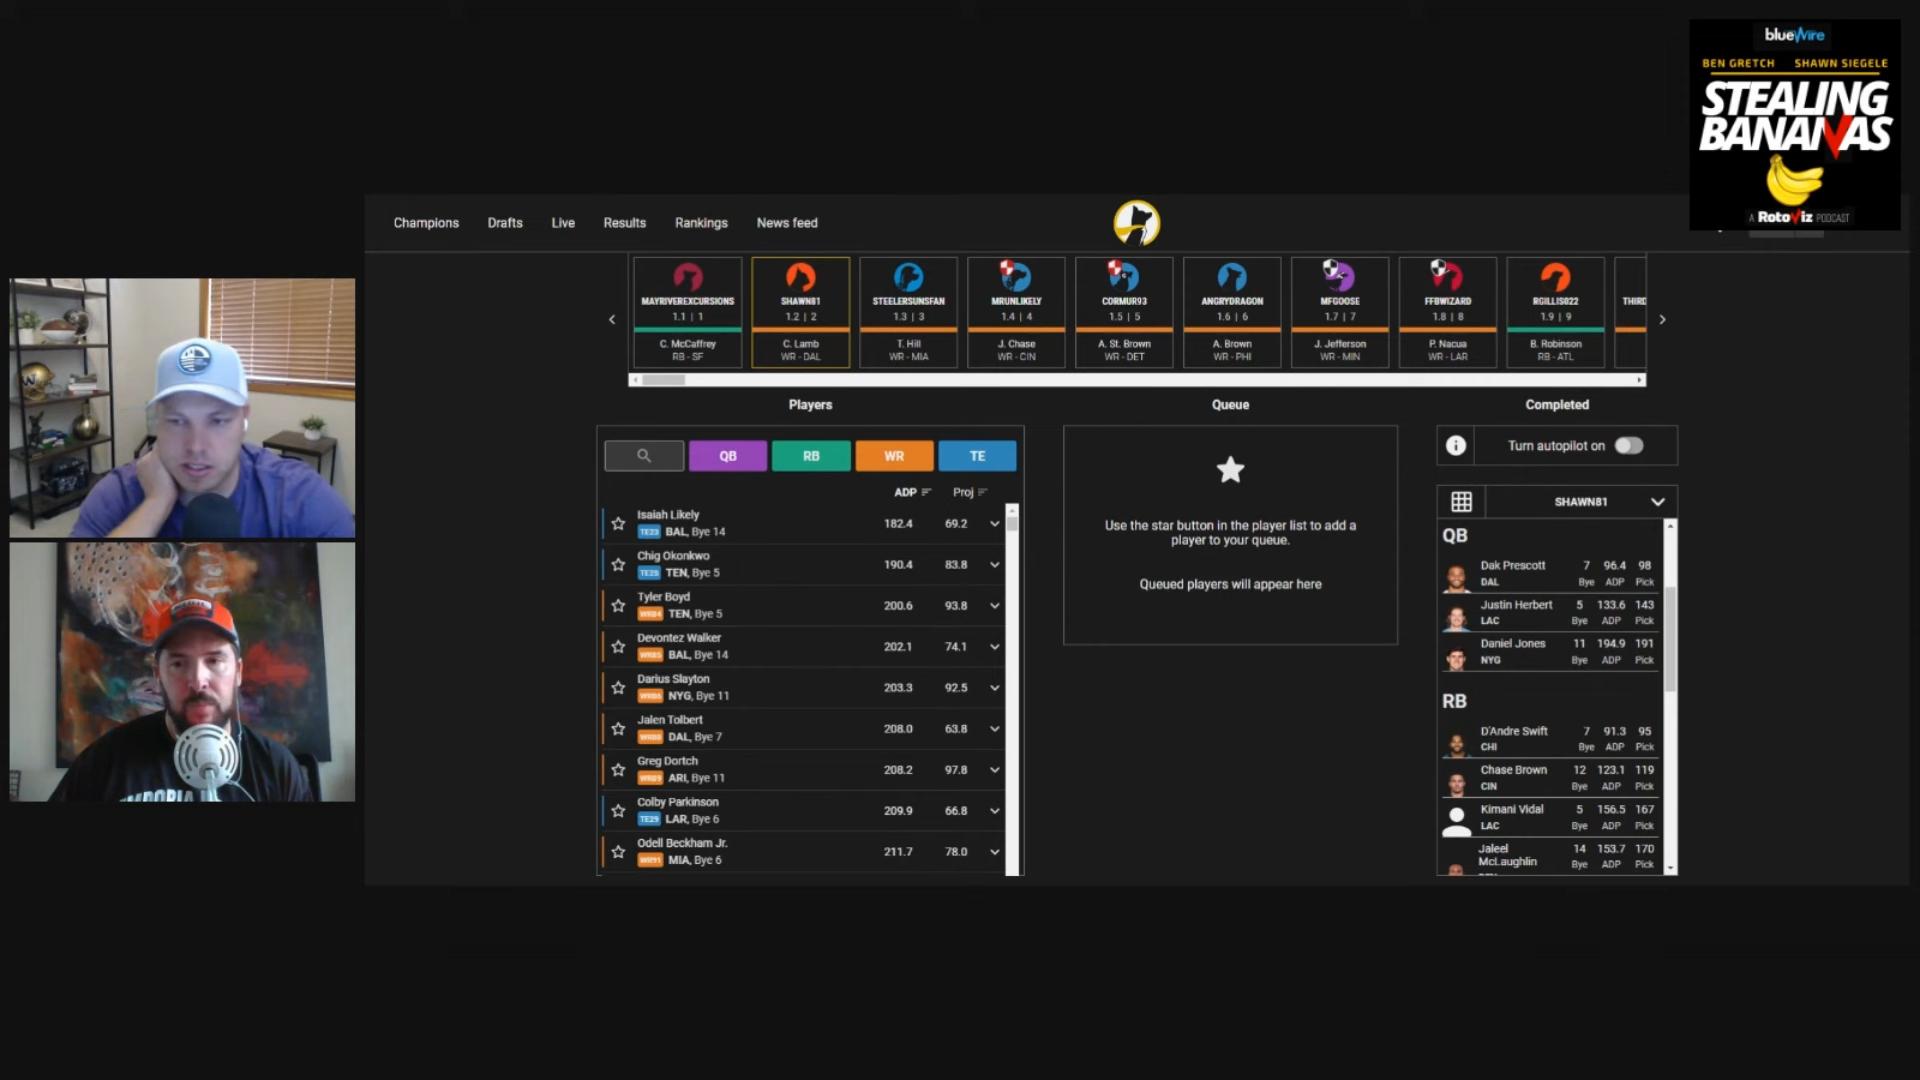 blueWire
BEN GRETCH SHAWN SIEGELE
STEALING
BANANAS
A RotoViz PODCAST
Champions Drafts Live Results Rankings News feed
MAYRIVEREXCURSIONS SHAWN81 STEELERSUNSFAN MRUNLIKELY CORMUR93 ANGRYDRAGON MFGOOSE FFBWIZARD RGILLIS022 THIRD
1.1 | 1 1.2 | 2 1.3 | 3 1.4 | 4 1.5 | 5 1.6 | 6 1.7 | 7 1.8 | 8 1.9 | 9
C. McCaffrey C. Lamb T. Hill J. Chase A. St. Brown A. Brown J. Jefferson P. Nacua B. Robinson
RB - SF WR - DAL WR - MIA WR - CIN WR - DET WR - PHI WR - MIN WR - LAR RB - ATL
Players Queue Completed
QB RB WR TE
ADP Proj
Isaiah Likely
TE23 BAL, Bye 14 182.4 69.2
Chig Okonkwo
TEN, Bye 5 190.4 83.8
Tyler Boyd
TEN, Bye 5 200.6 93.8
Devontez Walker
BAL, Bye 14 202.1 74.1
Darius Slayton
NYG, Bye 11 203.3 92.5
Jalen Tolbert
DAL, Bye 7 208.0 63.8
Greg Dortch
ARI, Bye 11 208.2 97.8
Colby Parkinson
TE29 LAR, Bye 6 209.9 66.8
Odell Beckham Jr.
MIA, Bye 6 211.7 78.0
Use the star button in the player list to add a
player to your queue.
Queued players will appear here
Turn autopilot on
SHAWN81
QB
Dak Prescott 7 96.4 98
DAL Bye ADP Pick
Justin Herbert 5 133.6 143
LAC Bye ADP Pick
Daniel Jones 11 194.9 191
NYG Bye ADP Pick
RB
D'Andre Swift 7 91.3 95
CHI Bye ADP Pick
Chase Brown 12 123.1 119
CIN Bye ADP Pick
Kimani Vidal 5 156.5 167
LAC Bye ADP Pick
Jaleel 14 153.7 170
McLaughlin Bye ADP Pick